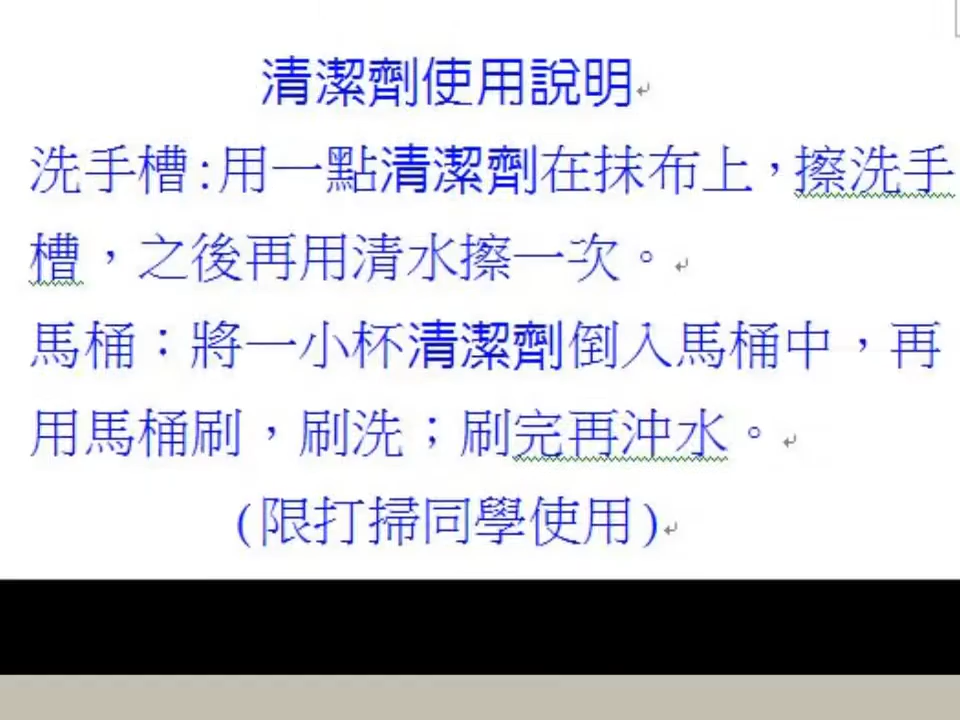 清潔劑使用說明
洗手槽:用一點清潔劑在抹布上，擦洗手
槽，之後再用清水擦一次。
馬桶：將一小杯清潔劑倒入馬桶中，再
用馬桶刷，刷洗；刷完再沖水。
(限打掃同學使用)